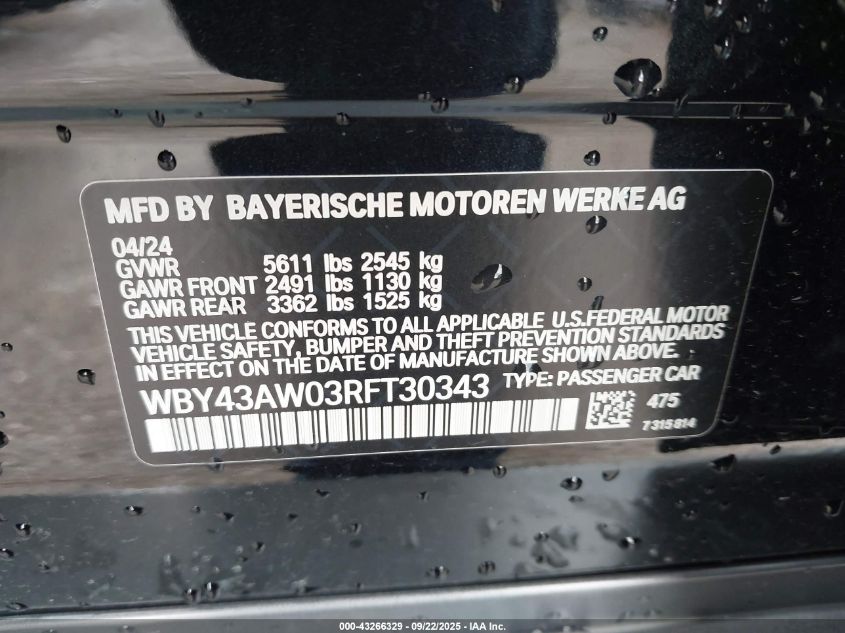 MFD BY BAYERISCHE MOTOREN WERKE AG
04/24
GVWR 5611 lbs 2545 kg
GAWR FRONT 2491 lbs 1130 kg
GAWR REAR 3362 lbs 1525 kg
THIS VEHICLE CONFORMS TO ALL APPLICABLE U.S.FEDERAL MOTOR
VEHICLE SAFETY, BUMPER AND THEFT PREVENTION STANDARDS
IN EFFECT ON THE DATE OF MANUFACTURE SHOWN ABOVE.
WBY43AW03RFT30343 TYPE: PASSENGER CAR
475
7315814
000-43266329 - 09/22/2025 - IAA Inc.